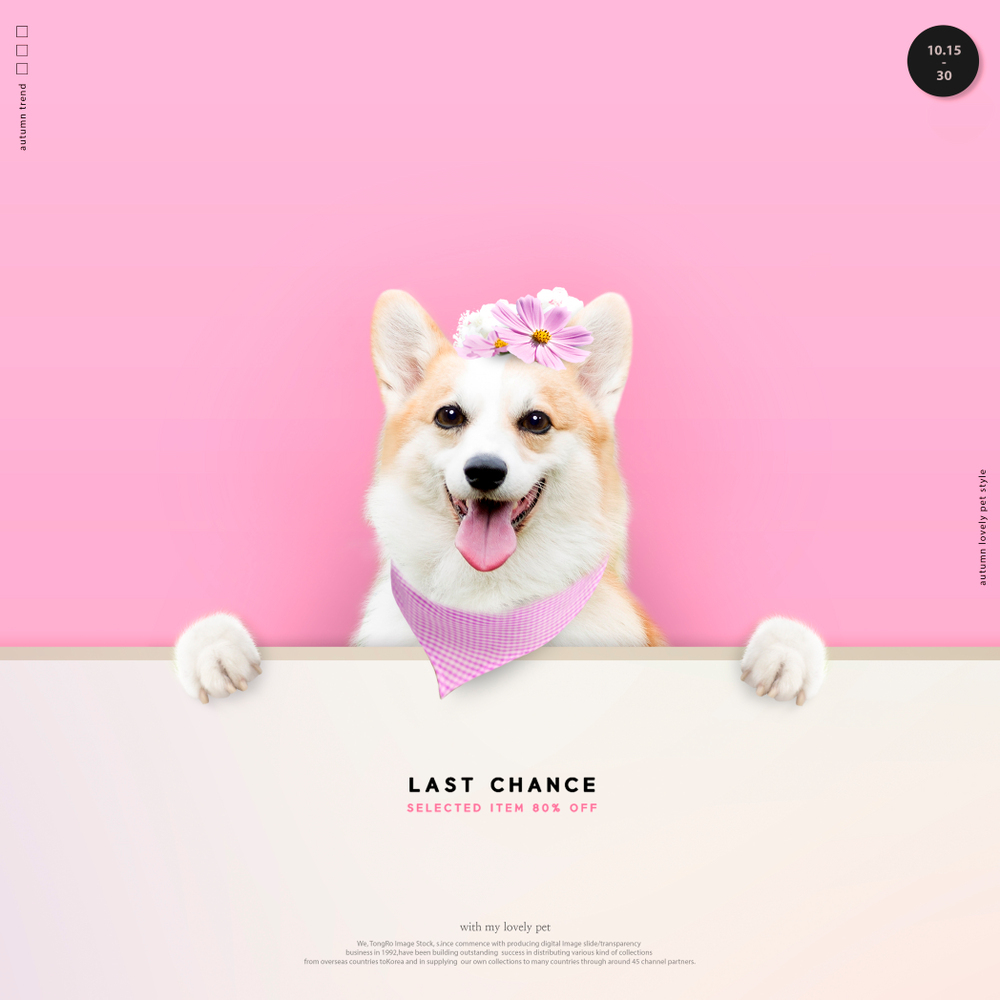 autumn trend
10.15
-
30
autumn lovely pet style
LAST CHANCE
SELECTED ITEM 80% OFF
with my lovely pet
We, TongRo Image Stock, s.ince commence with producing digital image slide/transparency
business in 1992,have been building outstanding success in distributing various kind of collections
from overseas countries toKorea and in supplying our own collections to many countries through around 45 channel partners.